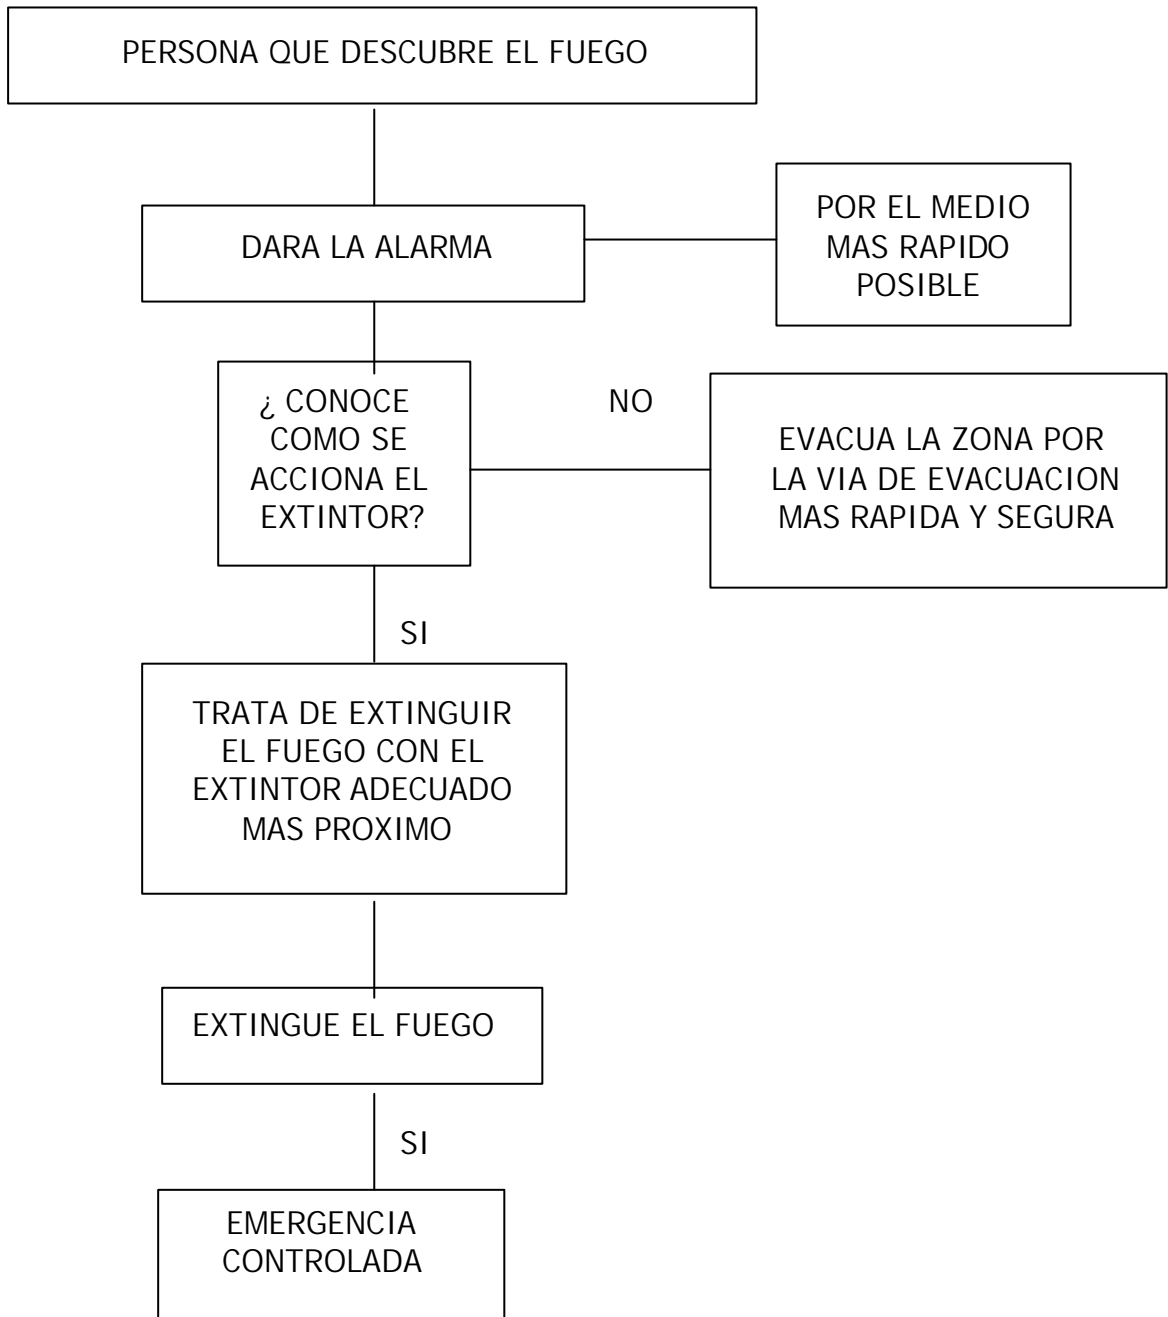 PERSONA QUE DESCUBRE EL FUEGO
DARA LA ALARMA
POR EL MEDIO
MAS RAPIDO
POSIBLE
¿ CONOCE
COMO SE
ACCIONA EL
EXTINTOR?
NO
EVACUA LA ZONA POR
LA VIA DE EVACUACION
MAS RAPIDA Y SEGURA
SI
TRATA DE EXTINGUIR
EL FUEGO CON EL
EXTINTOR ADECUADO
MAS PROXIMO
EXTINGUE EL FUEGO
SI
EMERGENCIA
CONTROLADA